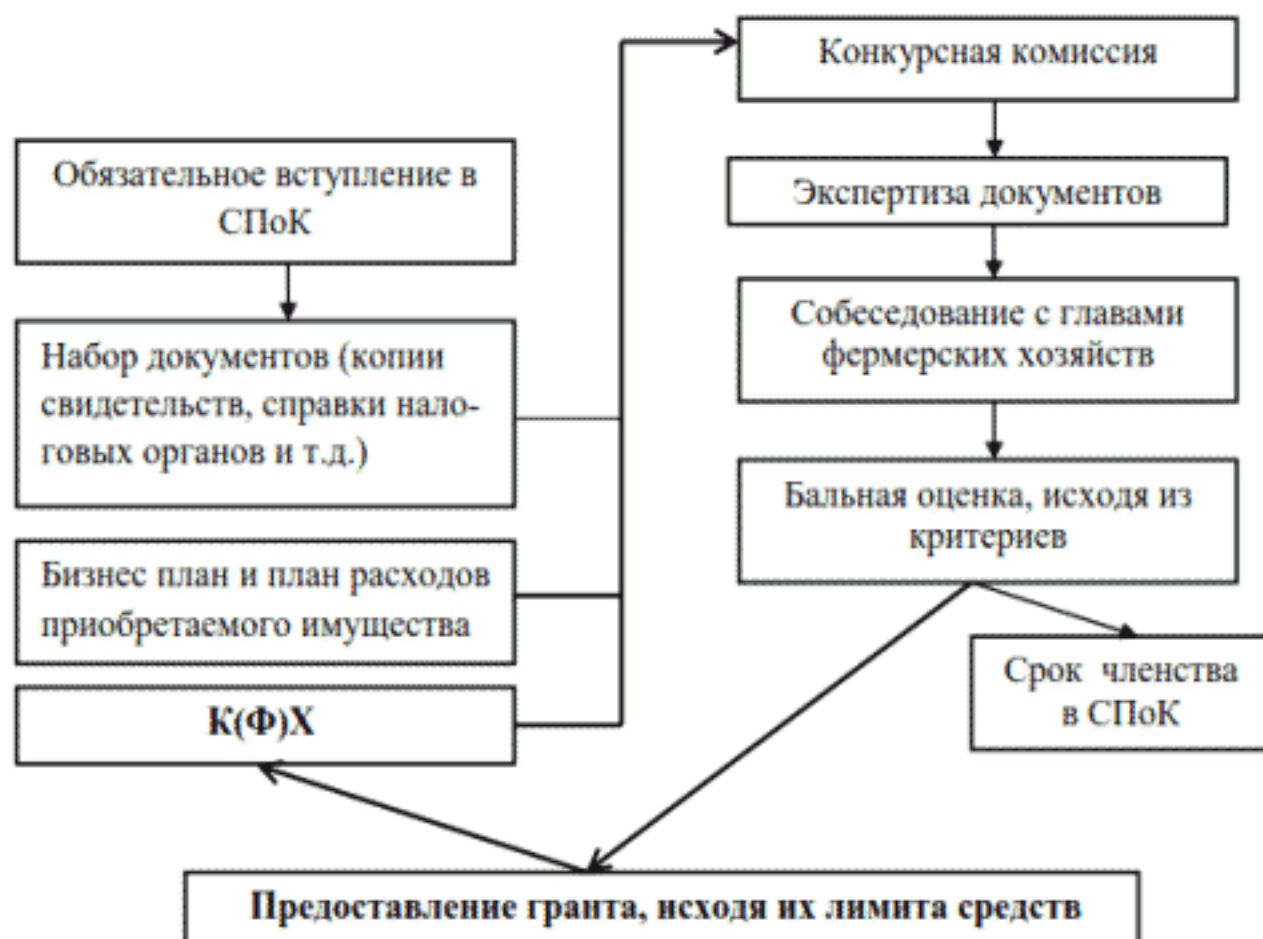 Обязательное вступление в
СПоК
Набор документов (копии
свидетельств, справки нало-
говых органов и т.д.)
Бизнес план и план расходов
приобретаемого имущества
К(Ф)Х
Конкурсная комиссия
Экспертиза документов
Собеседование с главами
фермерских хозяйств
Бальная оценка, исходя из
критериев
Срок членства
в СПоК
Предоставление гранта, исходя их лимита средств